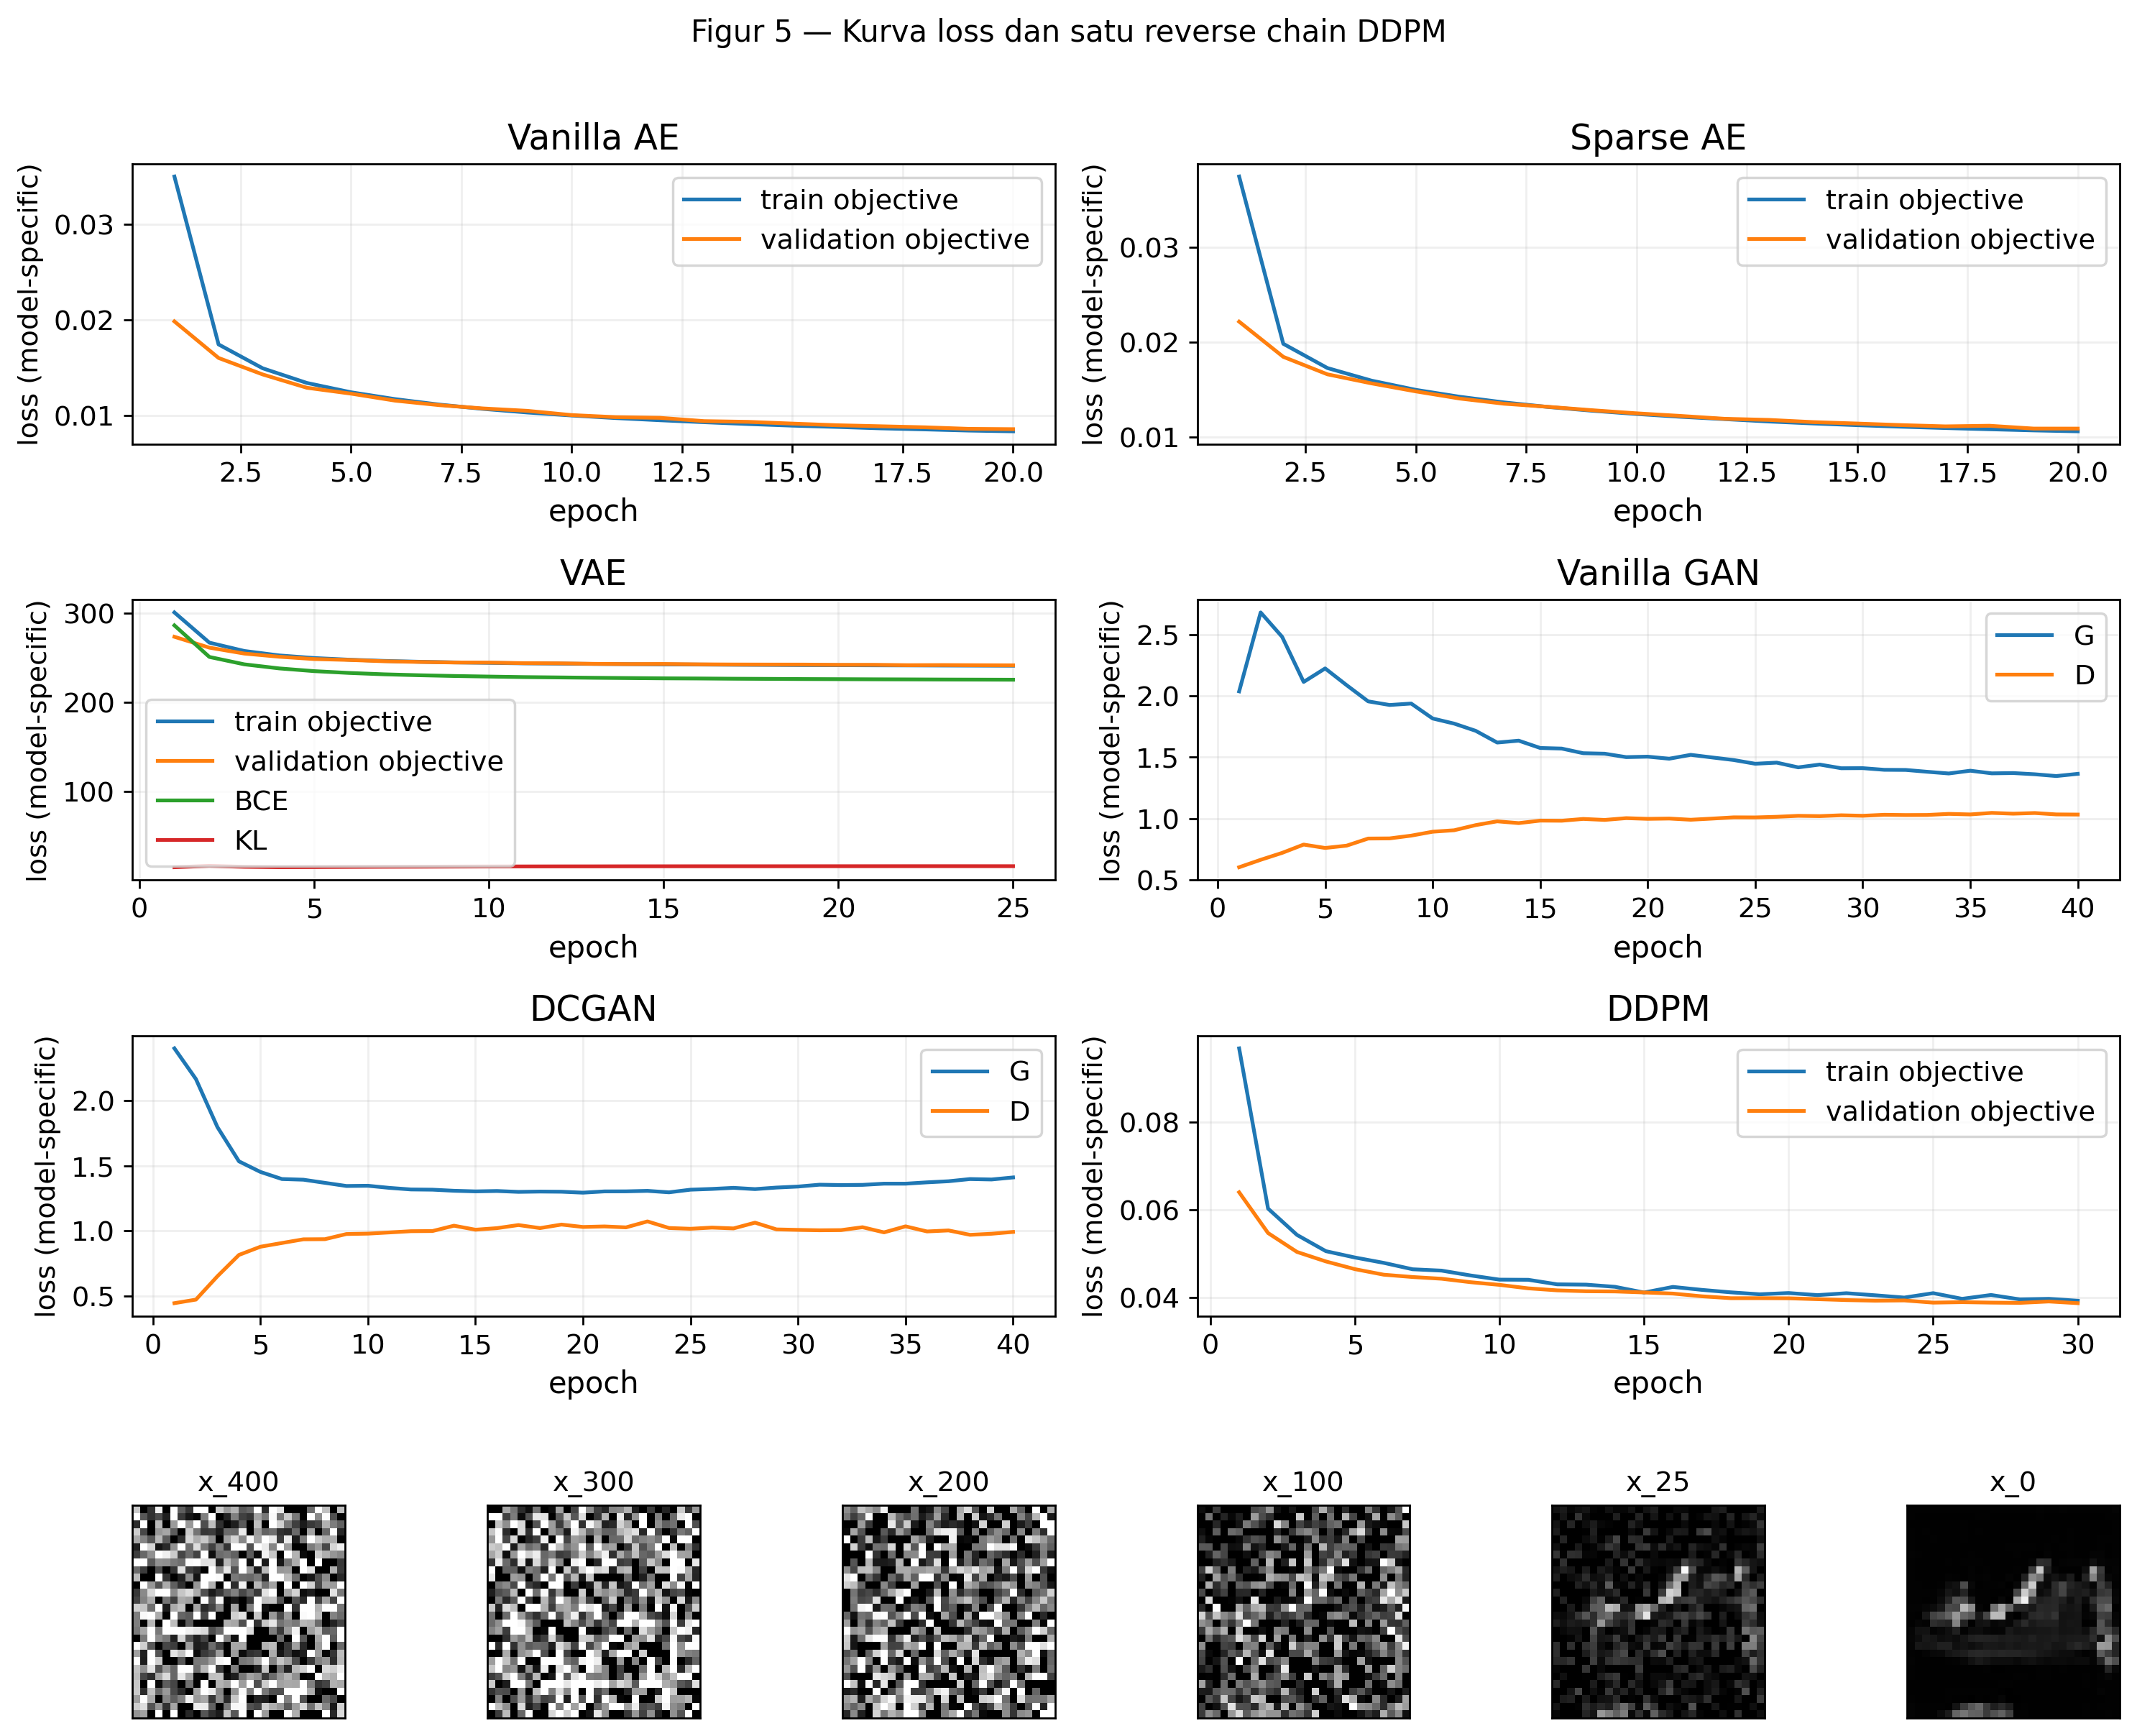 Figur 5 — Kurva loss dan satu reverse chain DDPM
Vanilla AE
loss (model-specific)
0.03
0.02
0.01
train objective
validation objective
2.5 5.0 7.5 10.0 12.5 15.0 17.5 20.0
epoch
Sparse AE
loss (model-specific)
0.03
0.02
0.01
train objective
validation objective
2.5 5.0 7.5 10.0 12.5 15.0 17.5 20.0
epoch
VAE
loss (model-specific)
300
200
100
train objective
validation objective
BCE
KL
0 5 10 15 20 25
epoch
Vanilla GAN
loss (model-specific)
2.5
2.0
1.5
1.0
0.5
G
D
0 5 10 15 20 25 30 35 40
epoch
DCGAN
loss (model-specific)
2.0
1.5
1.0
0.5
G
D
0 5 10 15 20 25 30 35 40
epoch
DDPM
loss (model-specific)
0.08
0.06
0.04
train objective
validation objective
0 5 10 15 20 25 30
epoch
x_400 x_300 x_200 x_100 x_25 x_0